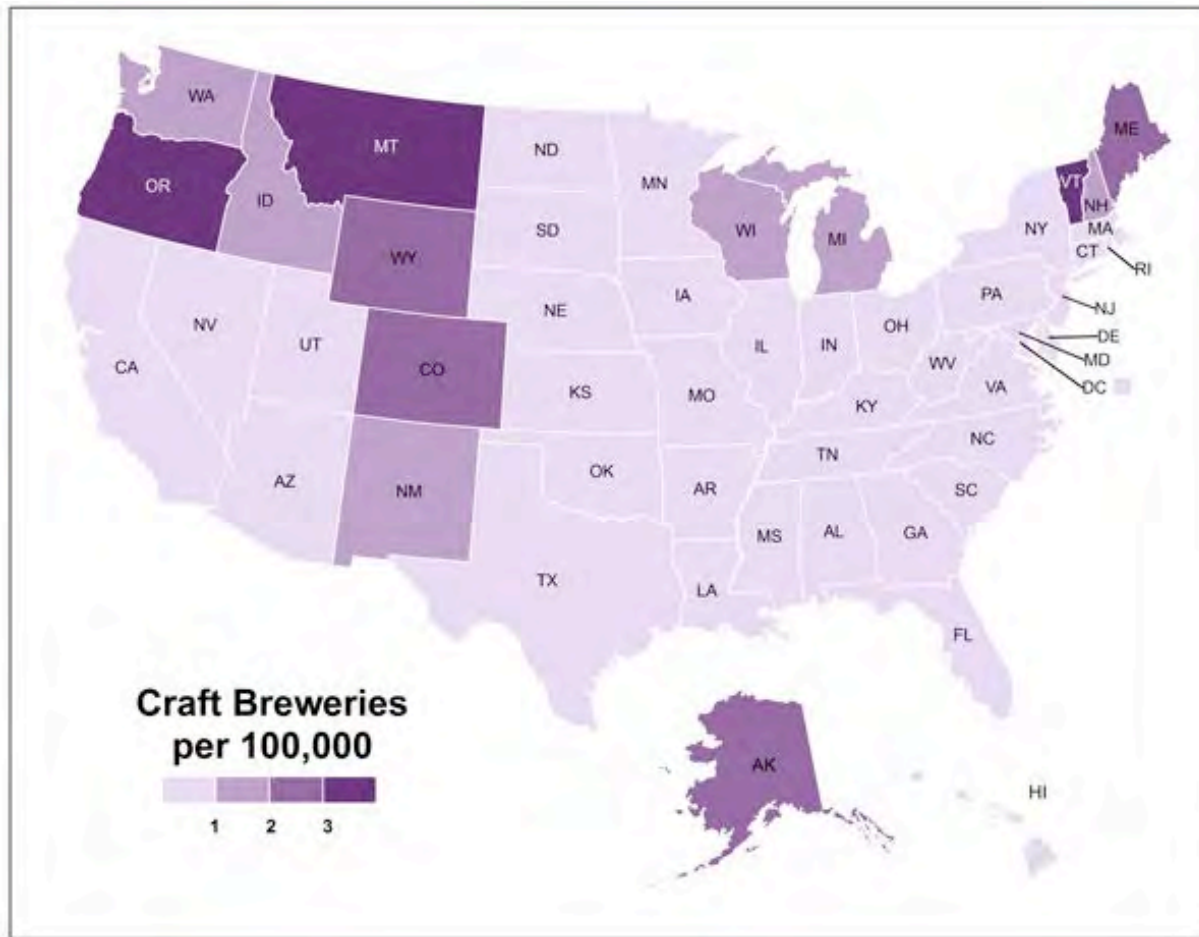 WA
MT
ME
ND
OR
VT
MN
ID
NH
SD
WI
MI
NY
MA
WY
CT
RI
IA
PA
NE
NJ
NV
OH
UT
IL
IN
DE
CA
CO
MD
WV
DC
VA
KS
MO
KY
NC
TN
AZ
NM
OK
AR
SC
MS
AL
GA
TX
LA
FL
Craft Breweries
per 100,000
1 2 3
AK
HI